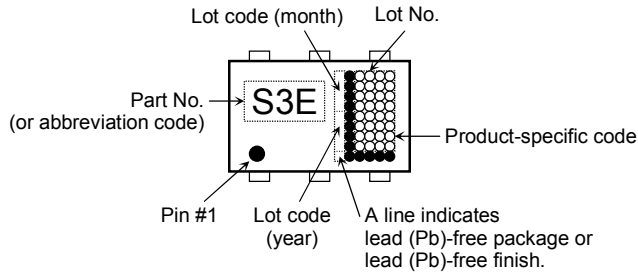 Lot code (month)
Lot No.
Part No.
(or abbreviation code)
S3E
Product-specific code
Pin #1
Lot code
(year)
A line indicates
lead (Pb)-free package or
lead (Pb)-free finish.